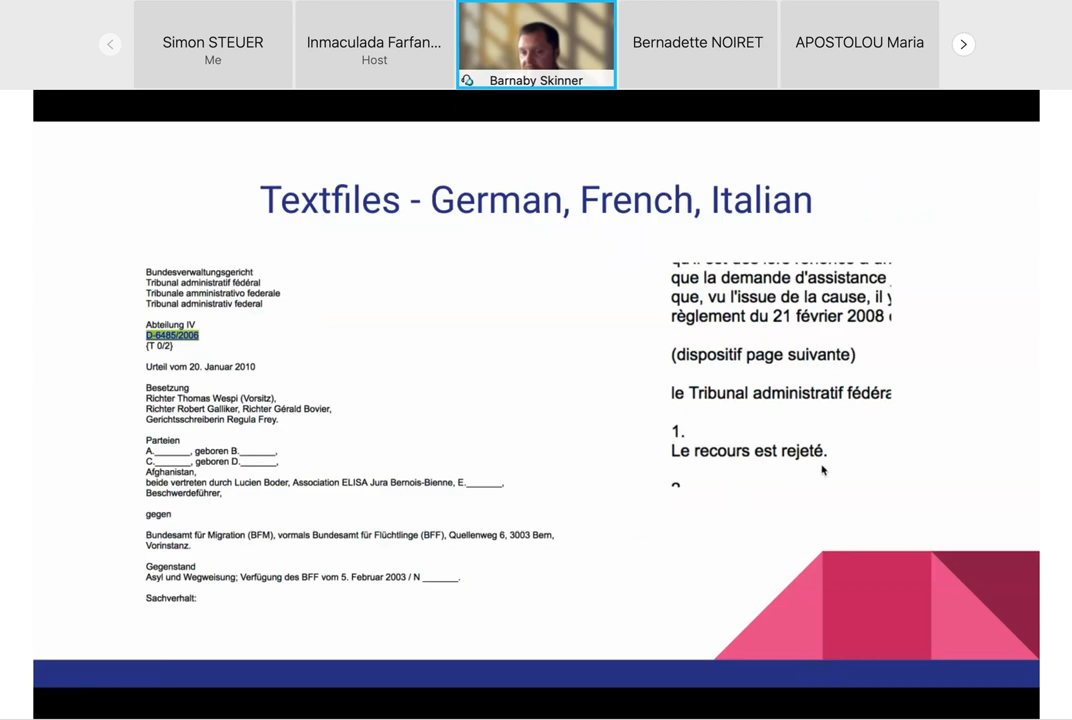 Simon STEUER
Me
Inmaculada Farfan...
Host
Barnaby Skinner
Bernadette NOIRET
APOSTOLOU Maria
Textfiles - German, French, Italian
Bundesverwaltungsgericht
Tribunal administratif fédéral
Tribunale amministrativo federale
Tribunal administrativ federal
Abteilung IV
D-6485/2006
{T 0/2}
Urteil vom 20. Januar 2010
Besetzung
Richter Thomas Wespi (Vorsitz),
Richter Robert Galliker, Richter Gérald Bovier,
Gerichtsschreiberin Regula Frey.
Parteien
A._______, geboren B._______,
C._______, geboren D._______,
Afghanistan,
beide vertreten durch Lucien Boder, Association ELISA Jura Bernois-Bienne, E._______,
Beschwerdeführer,
gegen
Bundesamt für Migration (BFM), vormals Bundesamt für Flüchtlinge (BFF), Quellenweg 6, 3003 Bern,
Vorinstanz.
Gegenstand
Asyl und Wegweisung; Verfügung des BFF vom 5. Februar 2003 / N _______.
Sachverhalt:
que la demande d'assistance
que, vu l'issue de la cause, il y
règlement du 21 février 2008
(dispositif page suivante)
le Tribunal administratif fédéra
1.
Le recours est rejeté.